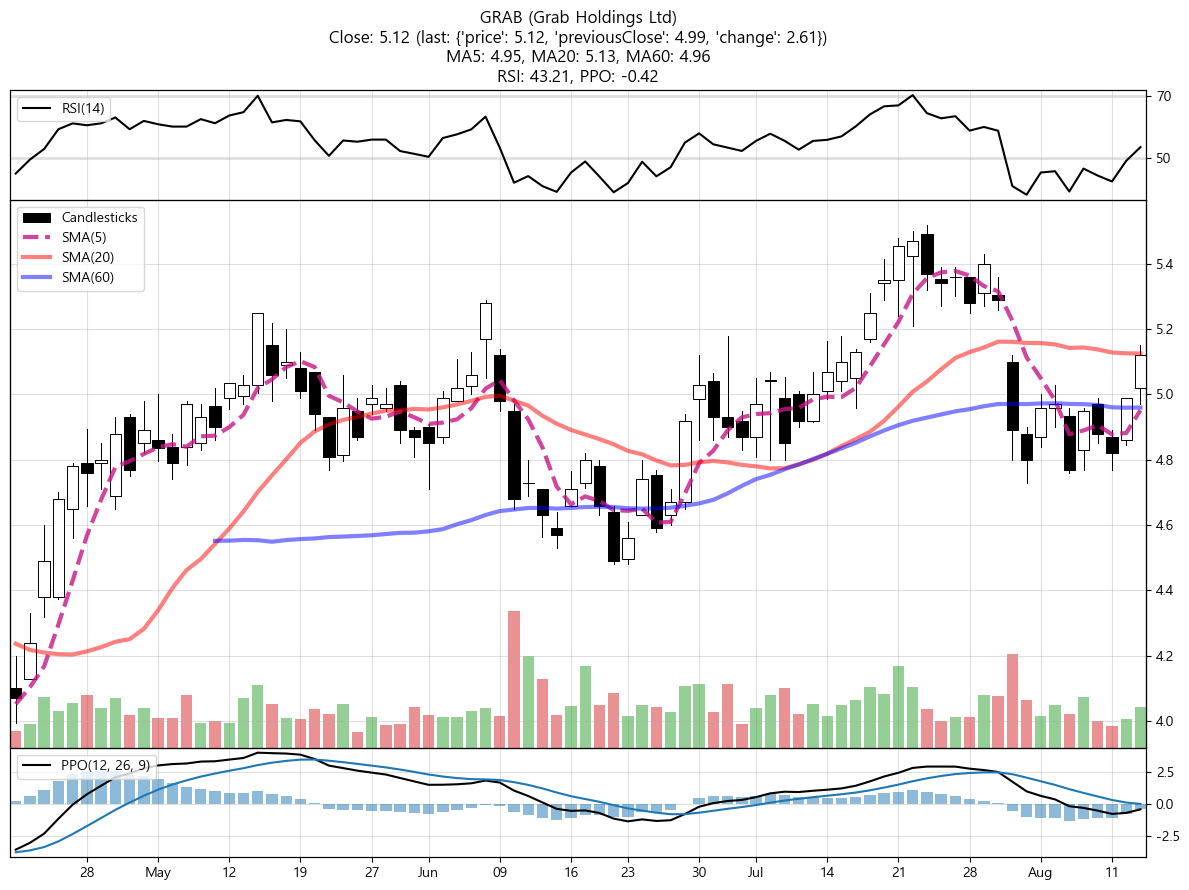 GRAB (Grab Holdings Ltd)
Close: 5.12 (last: {'price': 5.12, 'previousClose': 4.99, 'change': 2.61})
MA5: 4.95, MA20: 5.13, MA60: 4.96
RSI: 43.21, PPO: -0.42
RSI(14)
70
50
Candlesticks
SMA(5)
SMA(20)
SMA(60)
5.4
5.2
5.0
4.8
4.6
4.4
4.2
4.0
PPO(12, 26, 9)
2.5
0.0
−2.5
28 May 12 19 27 Jun 09 16 23 30 Jul 14 21 28 Aug 11